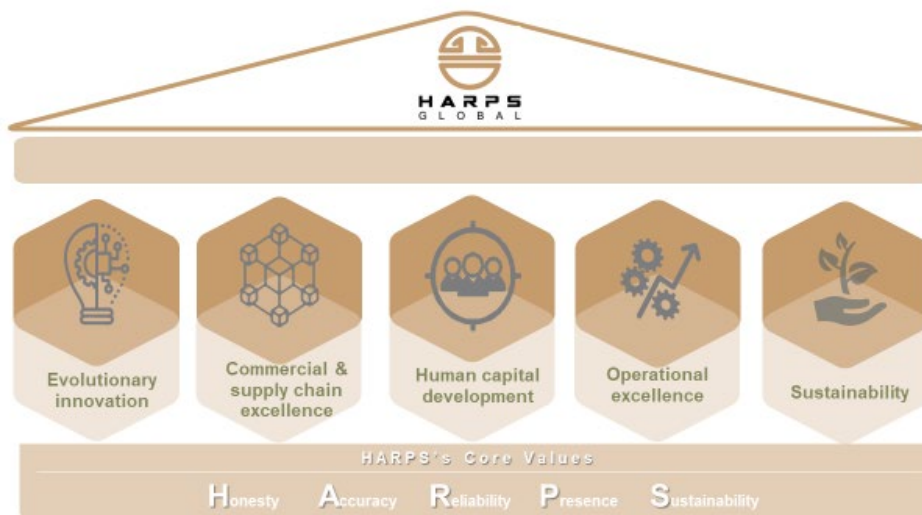 HARPS
GLOBAL
Evolutionary
innovation
Commercial &
supply chain
excellence
Human capital
development
Operational
excellence
Sustainability
HARPS's Core Values
Honesty Accuracy Reliability Presence Sustainability